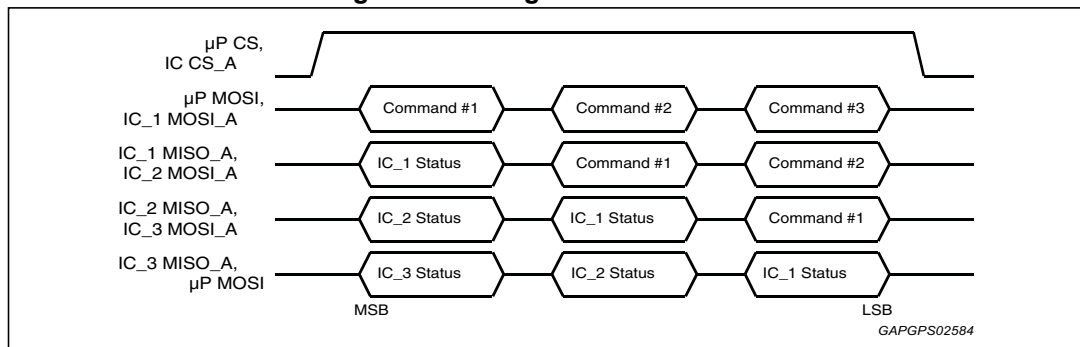 µP CS,
IC CS_A
µP MOSI,
IC_1 MOSI_A
Command #1
Command #2
Command #3
IC_1 MISO_A,
IC_2 MOSI_A
IC_1 Status
Command #1
Command #2
IC_2 MISO_A,
IC_3 MOSI_A
IC_2 Status
IC_1 Status
Command #1
IC_3 MISO_A,
µP MOSI
IC_3 Status
IC_2 Status
IC_1 Status
MSB
LSB
GAPGPS02584